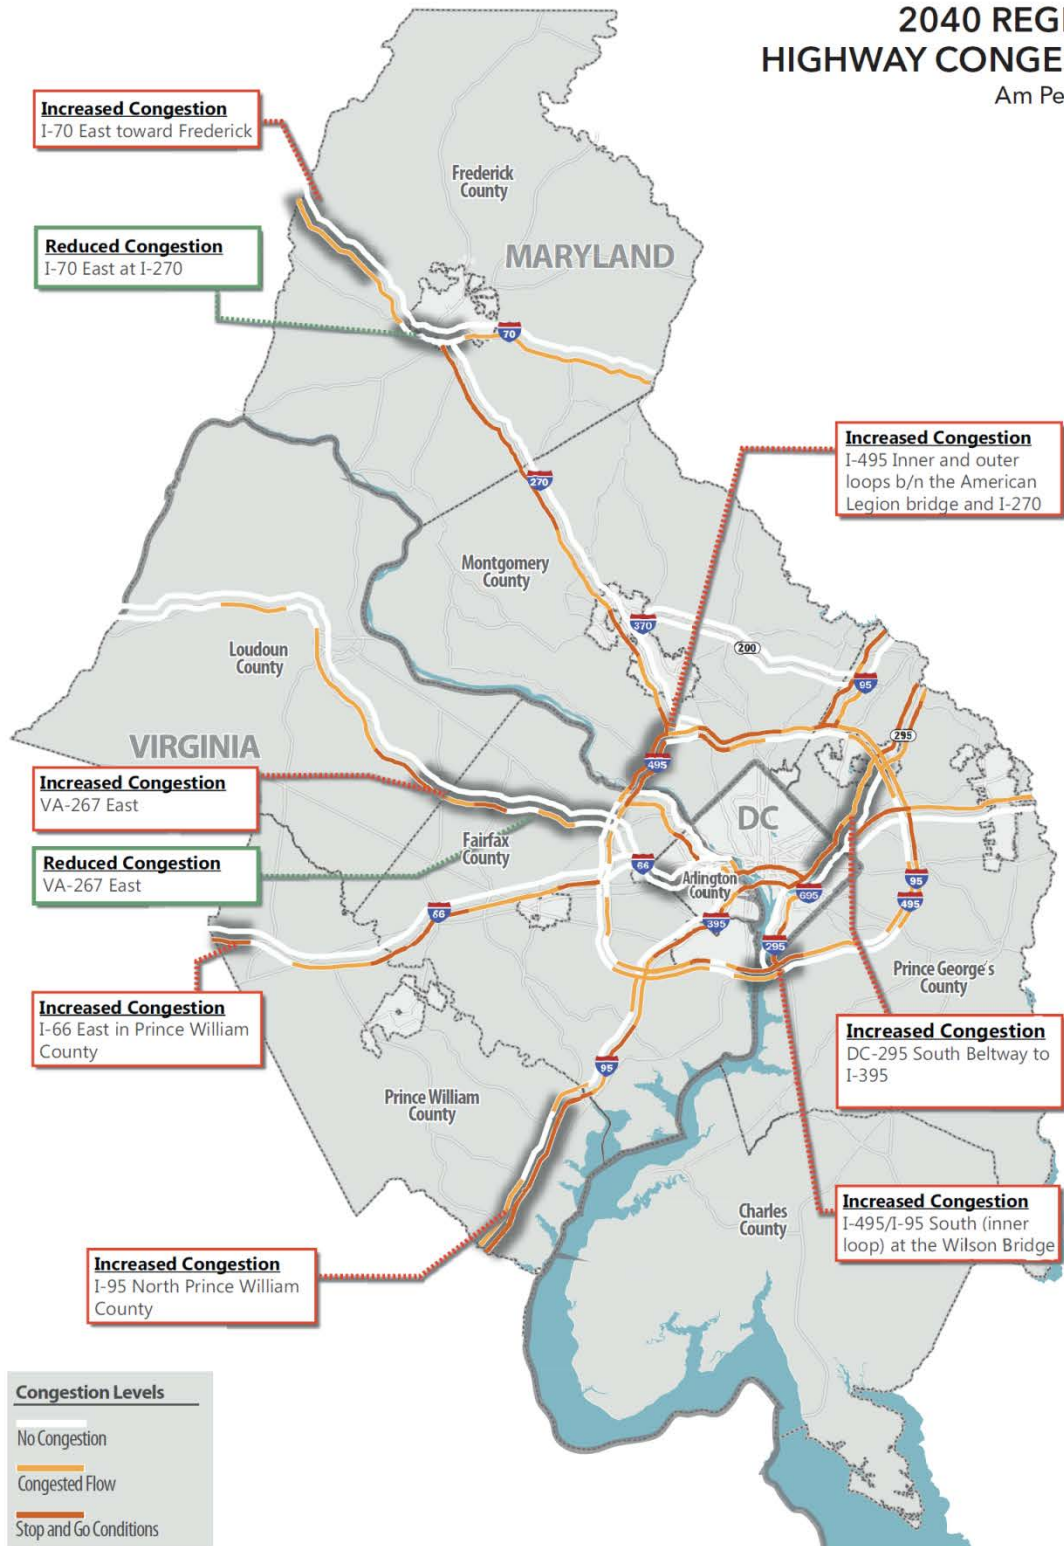 2040 REGI
HIGHWAY CONGE
Am Pe
Increased Congestion
I-70 East toward Frederick
Frederick
County
Reduced Congestion
I-70 East at I-270
MARYLAND
70
Increased Congestion
I-495 Inner and outer
loops b/n the American
Legion bridge and I-270
270
Montgomery
County
370
200
95
Loudoun
County
295
VIRGINIA
495
Increased Congestion
VA-267 East
DC
Fairfax
County
Reduced Congestion
VA-267 East
66
Arlington
County
95
695
495
66
395
295
Prince George's
County
Increased Congestion
I-66 East in Prince William
County
Increased Congestion
DC-295 South Beltway to
I-395
95
Prince William
County
Increased Congestion
I-495/I-95 South (inner
loop) at the Wilson Bridge
Charles
County
Increased Congestion
I-95 North Prince William
County
Congestion Levels
No Congestion
Congested Flow
Stop and Go Conditions